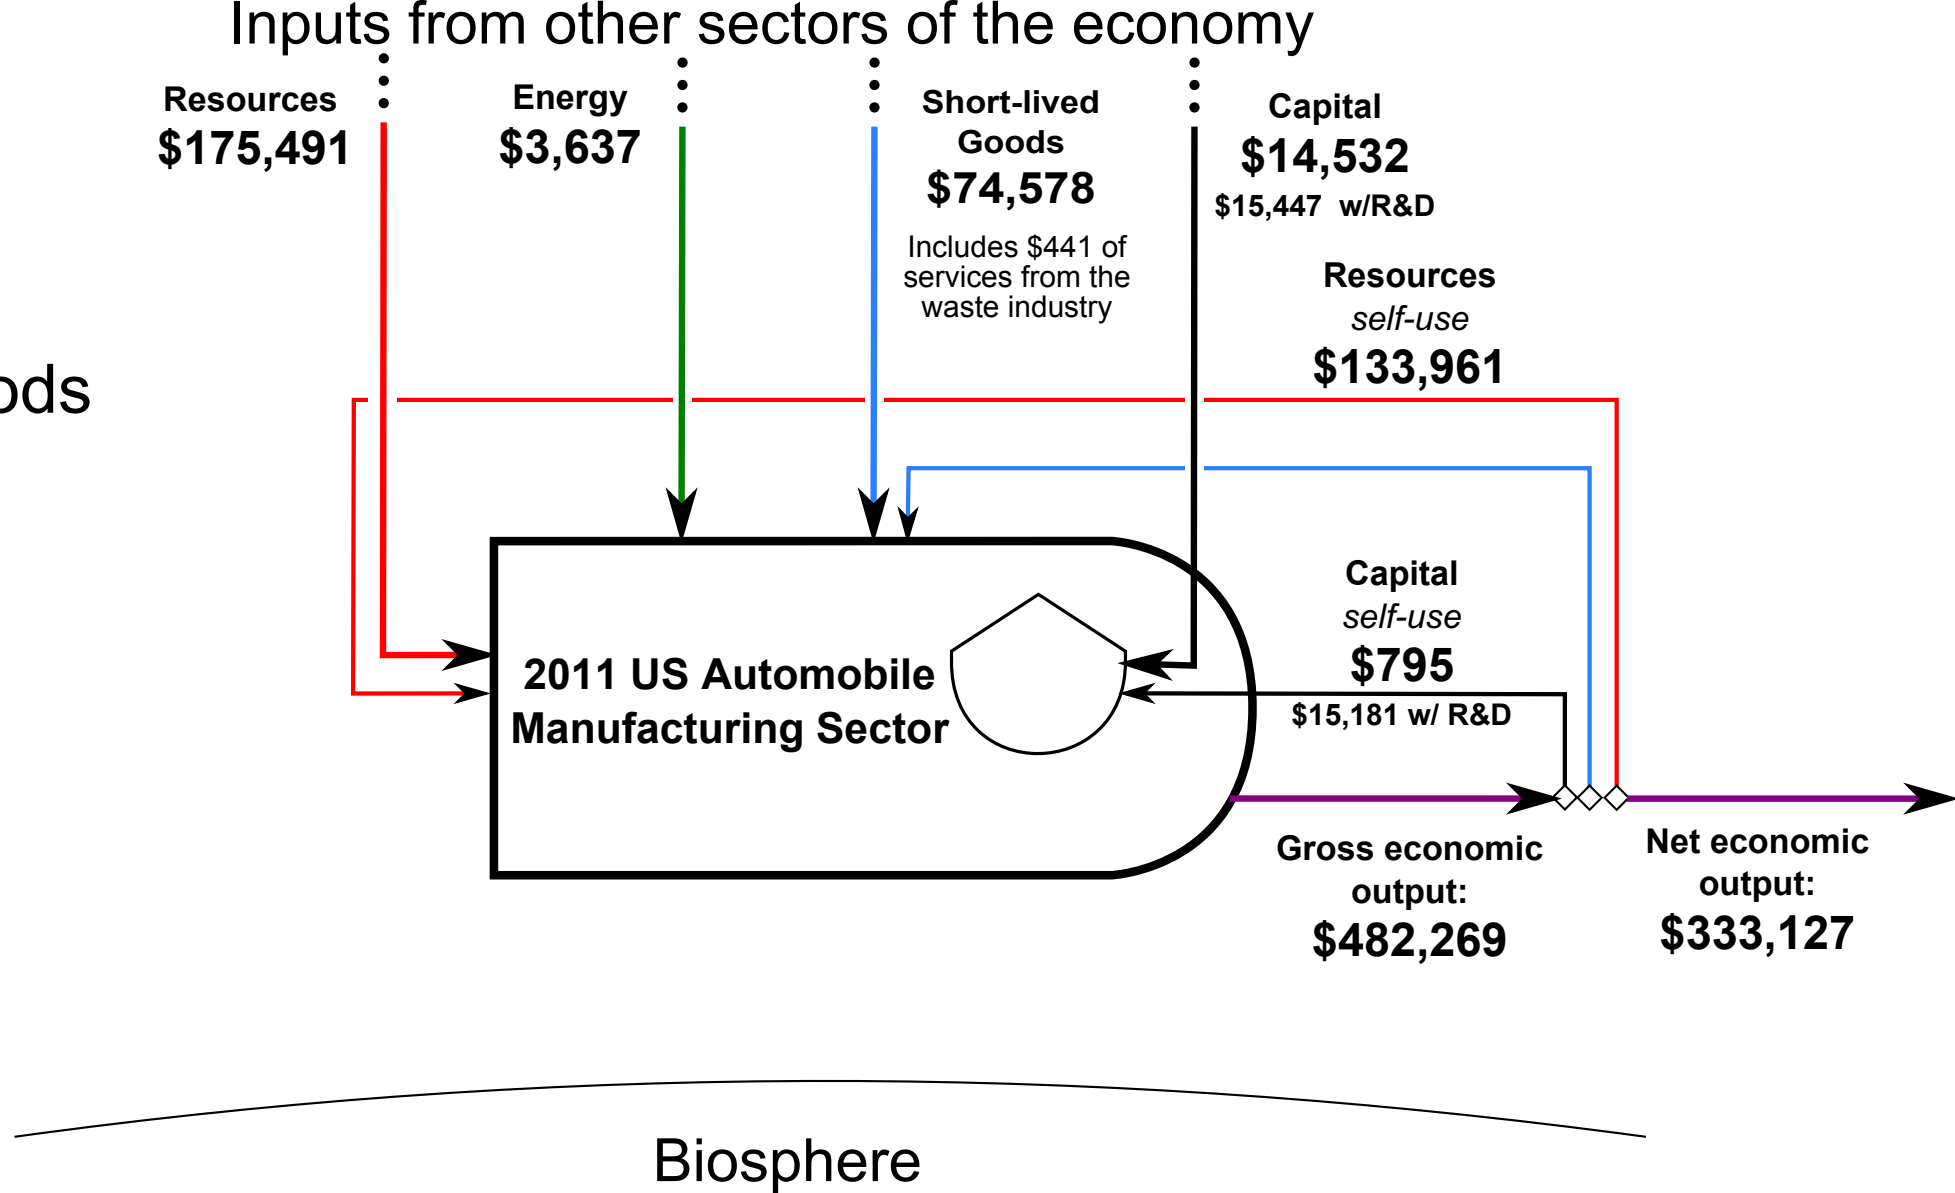 Inputs from other sectors of the economy
Resources
$175,491
Energy
$3,637
Short-lived
Goods
$74,578
Includes $441 of
services from the
waste industry
Capital
$14,532
$15,447 w/R&D
Resources
self-use
$133,961
ods
Capital
self-use
$795
$15,181 w/ R&D
2011 US Automobile
Manufacturing Sector
Gross economic
output:
$482,269
Net economic
output:
$333,127
Biosphere